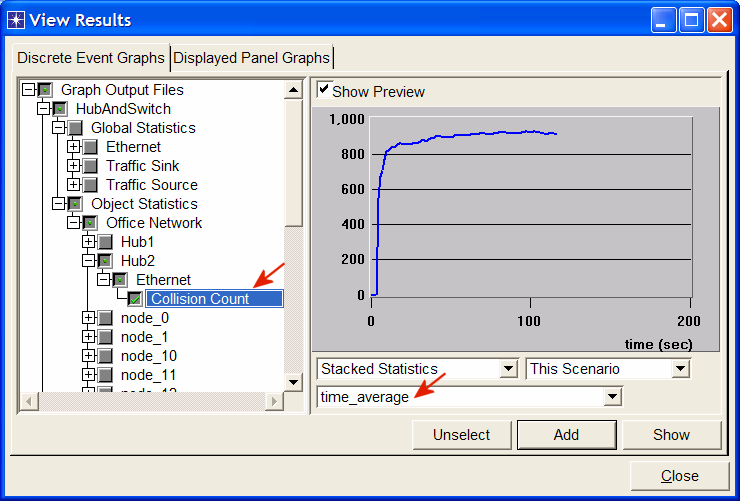 View Results
Discrete Event Graphs
Displayed Panel Graphs
Graph Output Files
HubAndSwitch
Global Statistics
Ethernet
Traffic Sink
Traffic Source
Object Statistics
Office Network
Hub1
Hub2
Ethernet
Collision Count
node_0
node_1
node_10
node_11
node_12
Show Preview
1,000
800
600
400
200
0
0
100
200
time (sec)
Stacked Statistics
This Scenario
time_average
Unselect
Add
Show
Close